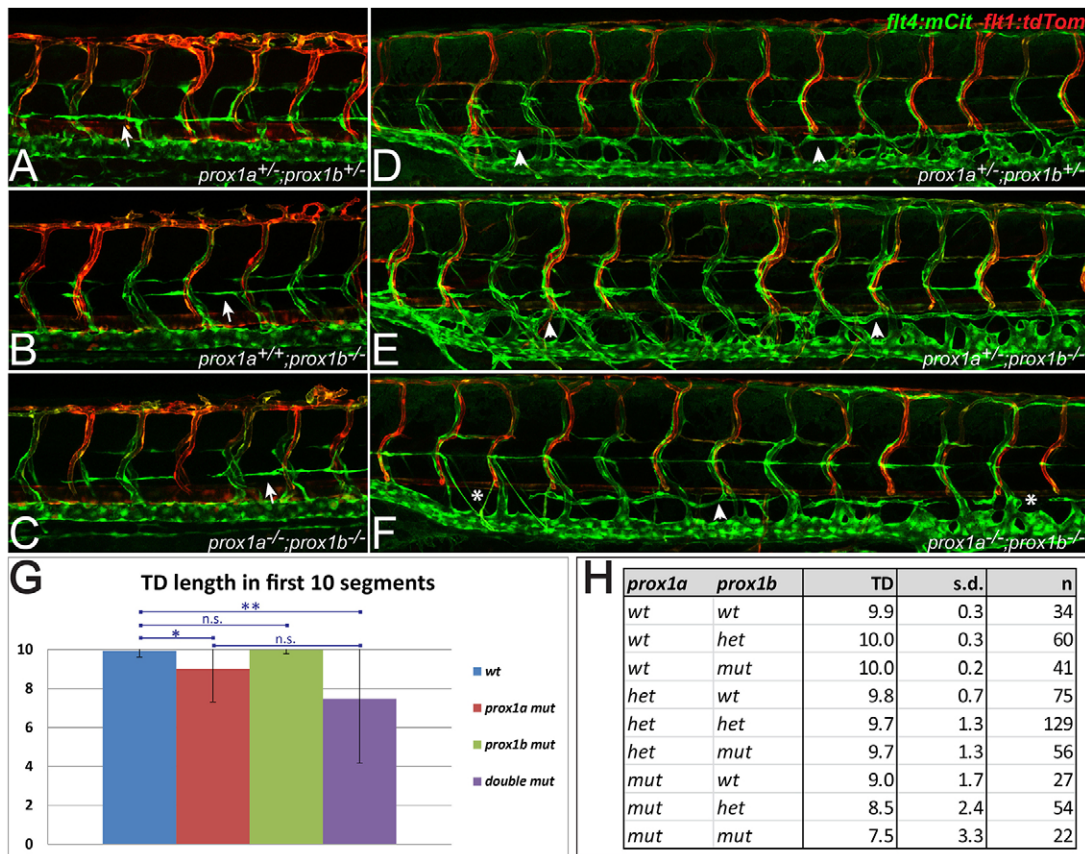 flt4:mCit flt1:tdTom
A
prox1a+/-;prox1b+/-
D
prox1a+/-;prox1b+/-
B
prox1a+/+;prox1b-/-
E
prox1a+/-;prox1b-/-
C
prox1a-/-;prox1b-/-
*
*
F
prox1a-/-;prox1b-/-
G
TD length in first 10 segments
**
n.s.
*
n.s.
10
8
6
4
2
0
wt
prox1a mut
prox1b mut
double mut
H
prox1a prox1b TD s.d. n
wt wt 9.9 0.3 34
wt het 10.0 0.3 60
wt mut 10.0 0.2 41
het wt 9.8 0.7 75
het het 9.7 1.3 129
het mut 9.7 1.3 56
mut wt 9.0 1.7 27
mut het 8.5 2.4 54
mut mut 7.5 3.3 22